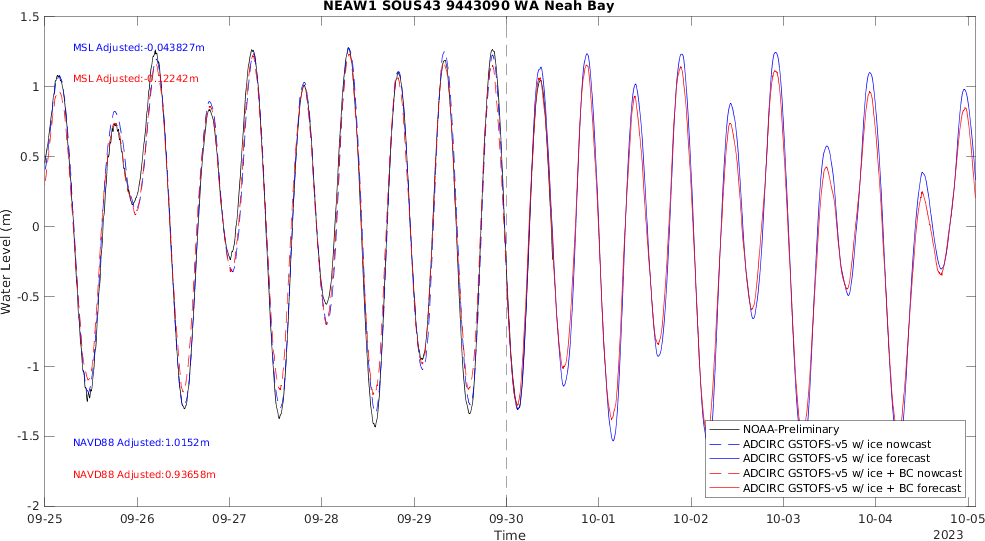 NEAW1 SOUS43 9443090 WA Neah Bay
1.5
1
0.5
0
-0.5
-1
-1.5
-2
Water Level (m)
MSL Adjusted:-0.043827m
MSL Adjusted:-0.12242m
NAVD88 Adjusted:1.0152m
NAVD88 Adjusted:0.93658m
NOAA-Preliminary
ADCIRC GSTOFS-v5 w/ ice nowcast
ADCIRC GSTOFS-v5 w/ ice forecast
ADCIRC GSTOFS-v5 w/ ice + BC nowcast
ADCIRC GSTOFS-v5 w/ ice + BC forecast
09-25 09-26 09-27 09-28 09-29 09-30 10-01 10-02 10-03 10-04 10-05
Time
2023